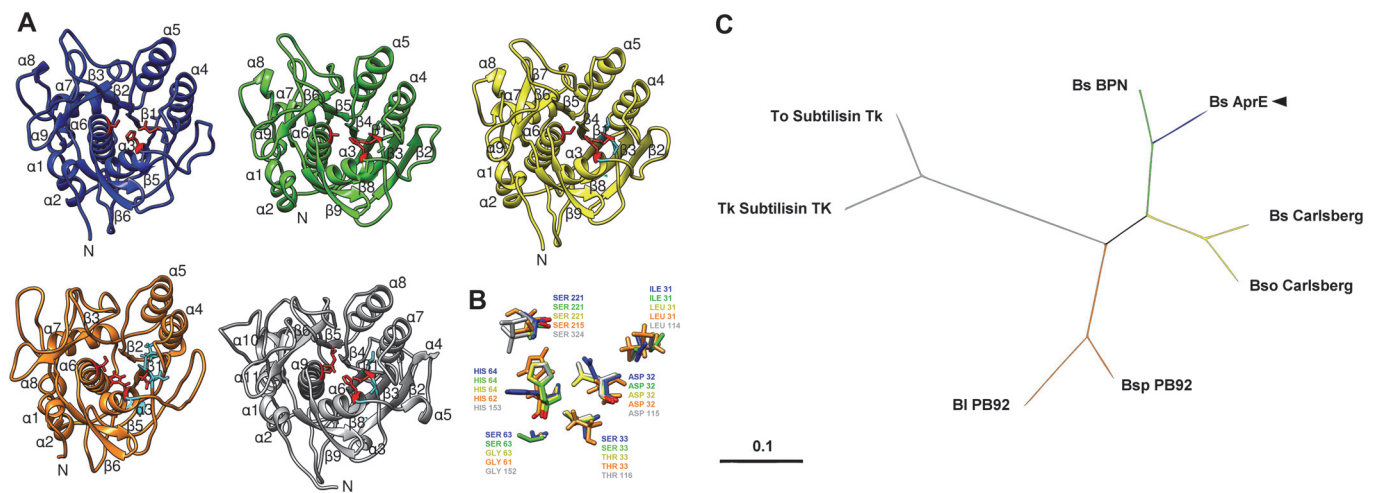 A
α5
α8
α4
α7
β3
β2
β1
α6
α9
α3
α1
α2
β5
β6
N
α5
α8
α4
α7
β6
β5
β4
β1
α9
α6
α3
β3
β2
α1
β8
α2
β9
N
α5
α8
β7
α4
β6
β5
β4
α6
α3
β3
β2
α1
β8
α2
β9
N
α5
α7
β3
α4
β2
β1
α6
α8
α3
α1
β5
α2
β6
N
α8
α7
β6
β5
α10
β4
α4
α9
α11
α6
β3
β2
α5
α2
β8
α3
β9
N
B
SER 221
SER 221
SER 221
SER 215
SER 324
ILE 31
ILE 31
LEU 31
LEU 31
LEU 114
HIS 64
HIS 64
HIS 64
HIS 62
HIS 153
ASP 32
ASP 32
ASP 32
ASP 32
ASP 115
SER 63
SER 63
GLY 63
GLY 61
GLY 152
SER 33
SER 33
THR 33
THR 33
THR 116
C
Bs BPN
Bs AprE
To Subtilisin Tk
Tk Subtilisin TK
Bs Carlsberg
Bso Carlsberg
Bsp PB92
Bl PB92
0.1